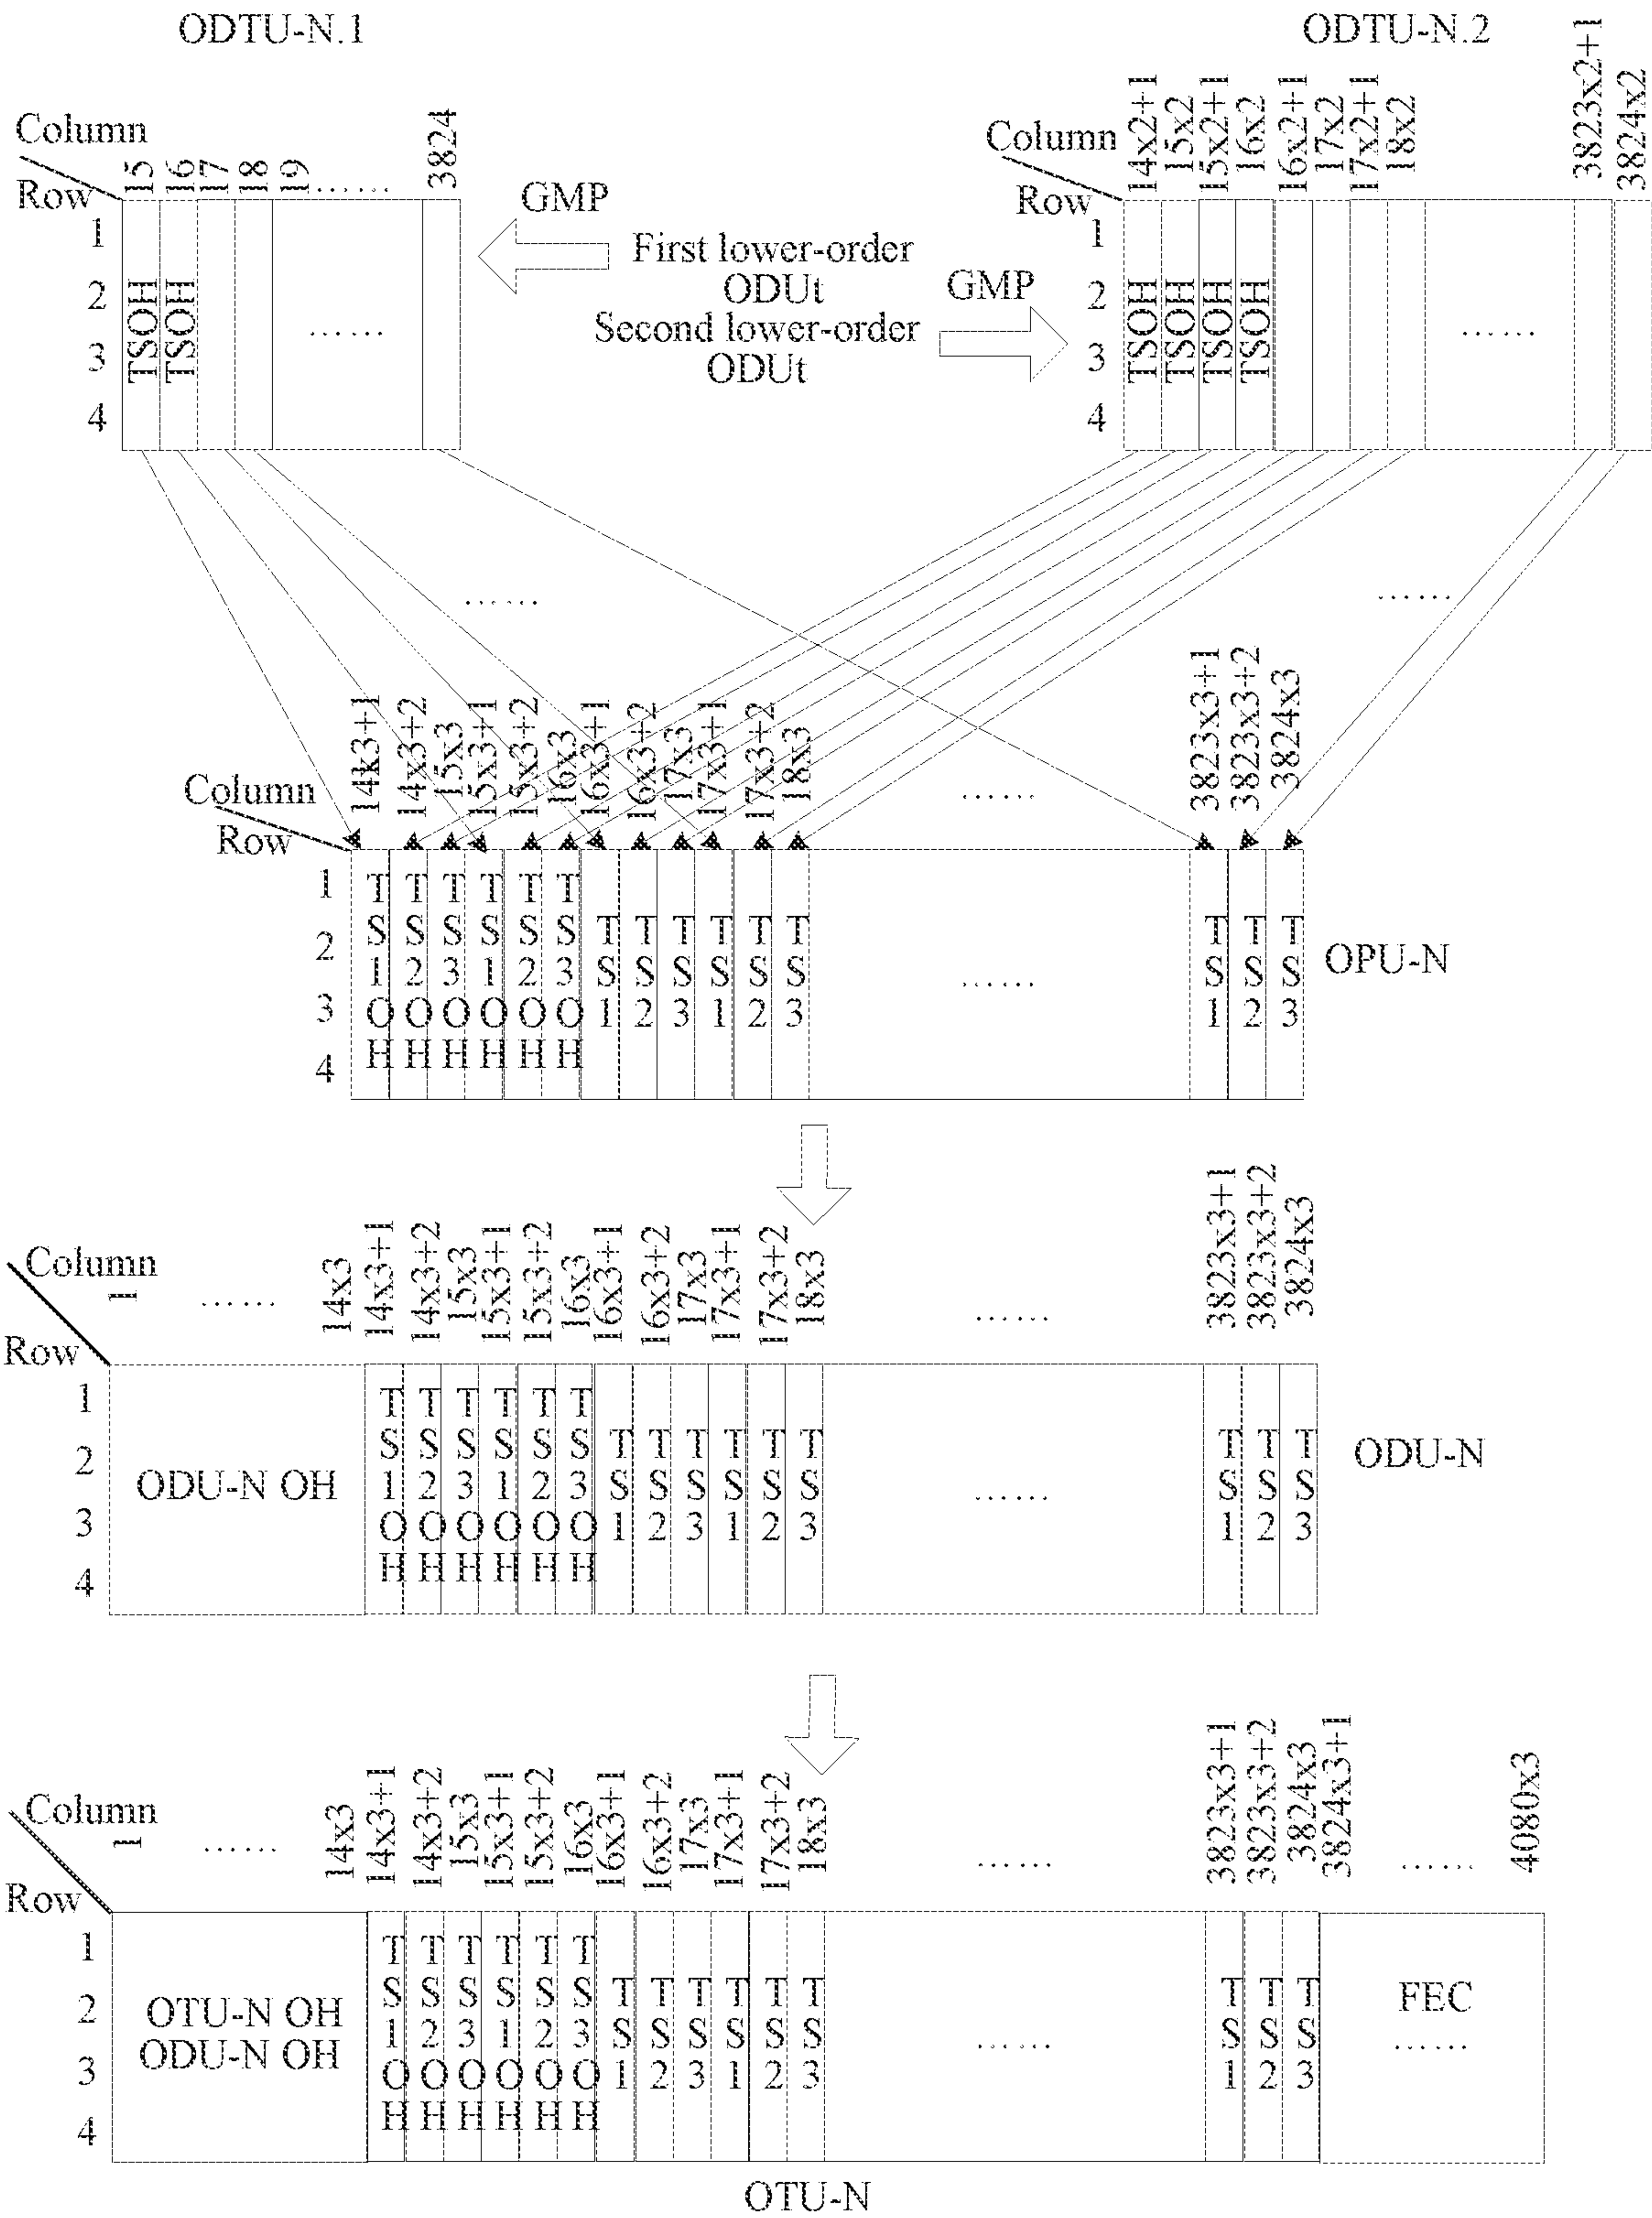 ODTU-N.1
ODTU-N.2
Column
15 16 17 18 19 ...... 3824
Row
1
2
3
4
TSOH TSOH
......
GMP
First lower-order
ODUt
GMP
Second lower-order
ODUt
Column
14x2+1 15x2 15x2+1 16x2 16x2+1 17x2 17x2+1 18x2 3823x2+1 3824x2
Row
1
2
3
4
TSOH TSOH TSOH TSOH
......
......
......
Column
14x3+1 14x3+2 15x3 15x3+1 15x3+2 16x3 16x3+1 16x3+2 17x3 17x3+1 17x3+2 18x3 ...... 3823x3+1 3823x3+2 3824x3
Row
1
2
3
4
TS1OH TS2OH TS3OH TS1OH TS2OH TS3OH TS1 TS2 TS3 TS1 TS2 TS3 ...... TS1 TS2 TS3
OPU-N
Column
1 ...... 14x3 14x3+1 14x3+2 15x3 15x3+1 15x3+2 16x3 16x3+1 16x3+2 17x3 17x3+1 17x3+2 18x3 ...... 3823x3+1 3823x3+2 3824x3
Row
1
2
3
4
ODU-N OH
TS1OH TS2OH TS3OH TS1OH TS2OH TS3OH TS1 TS2 TS3 TS1 TS2 TS3 ...... TS1 TS2 TS3
ODU-N
Column
1 ...... 14x3 14x3+1 14x3+2 15x3 15x3+1 15x3+2 16x3 16x3+1 16x3+2 17x3 17x3+1 17x3+2 18x3 ...... 3823x3+1 3823x3+2 3824x3 3824x3+1 ...... 4080x3
Row
1
2
3
4
OTU-N OH
ODU-N OH
TS1OH TS2OH TS3OH TS1OH TS2OH TS3OH TS1 TS2 TS3 TS1 TS2 TS3 ...... TS1 TS2 TS3
FEC
......
OTU-N